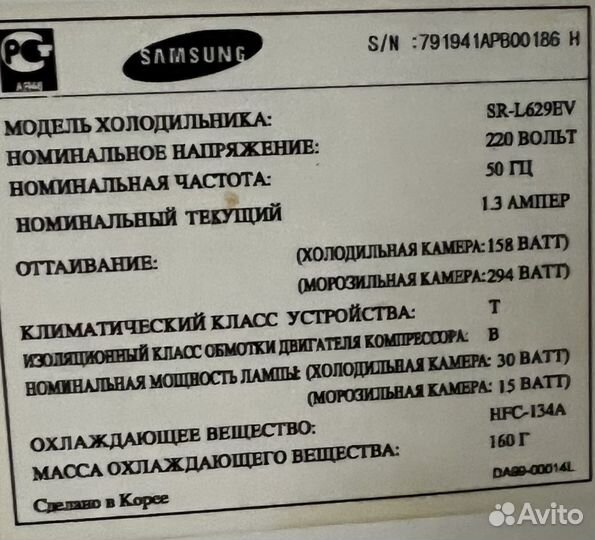 РСТ
АЯ46
SAMSUNG
S/N :791941APB00186 H
МОДЕЛЬ ХОЛОДИЛЬНИКА: SR-L629EV
НОМИНАЛЬНОЕ НАПРЯЖЕНИЕ: 220 ВОЛЬТ
НОМИНАЛЬНАЯ ЧАСТОТА: 50 ГЦ
НОМИНАЛЬНЫЙ ТЕКУЩИЙ 1.3 АМПЕР
ОТТАИВАНИЕ: (ХОЛОДИЛЬНАЯ КАМЕРА:158 ВАТТ)
(МОРОЗИЛЬНАЯ КАМЕРА:294 ВАТТ)
КЛИМАТИЧЕСКИЙ КЛАСС УСТРОЙСТВА: T
ИЗОЛЯЦИОННЫЙ КЛАСС ОБМОТКИ ДВИГАТЕЛЯ КОМПРЕССОРА: B
НОМИНАЛЬНАЯ МОЩНОСТЬ ЛАМПЫ: (ХОЛОДИЛЬНАЯ КАМЕРА: 30 ВАТТ)
(МОРОЗИЛЬНАЯ КАМЕРА: 15 ВАТТ)
ОХЛАЖДАЮЩЕЕ ВЕЩЕСТВО: HFC-134A
МАССА ОХЛАЖДАЮЩЕГО ВЕЩЕСТВА: 160 Г
Сделано в Корее DA99-00014L
Avito